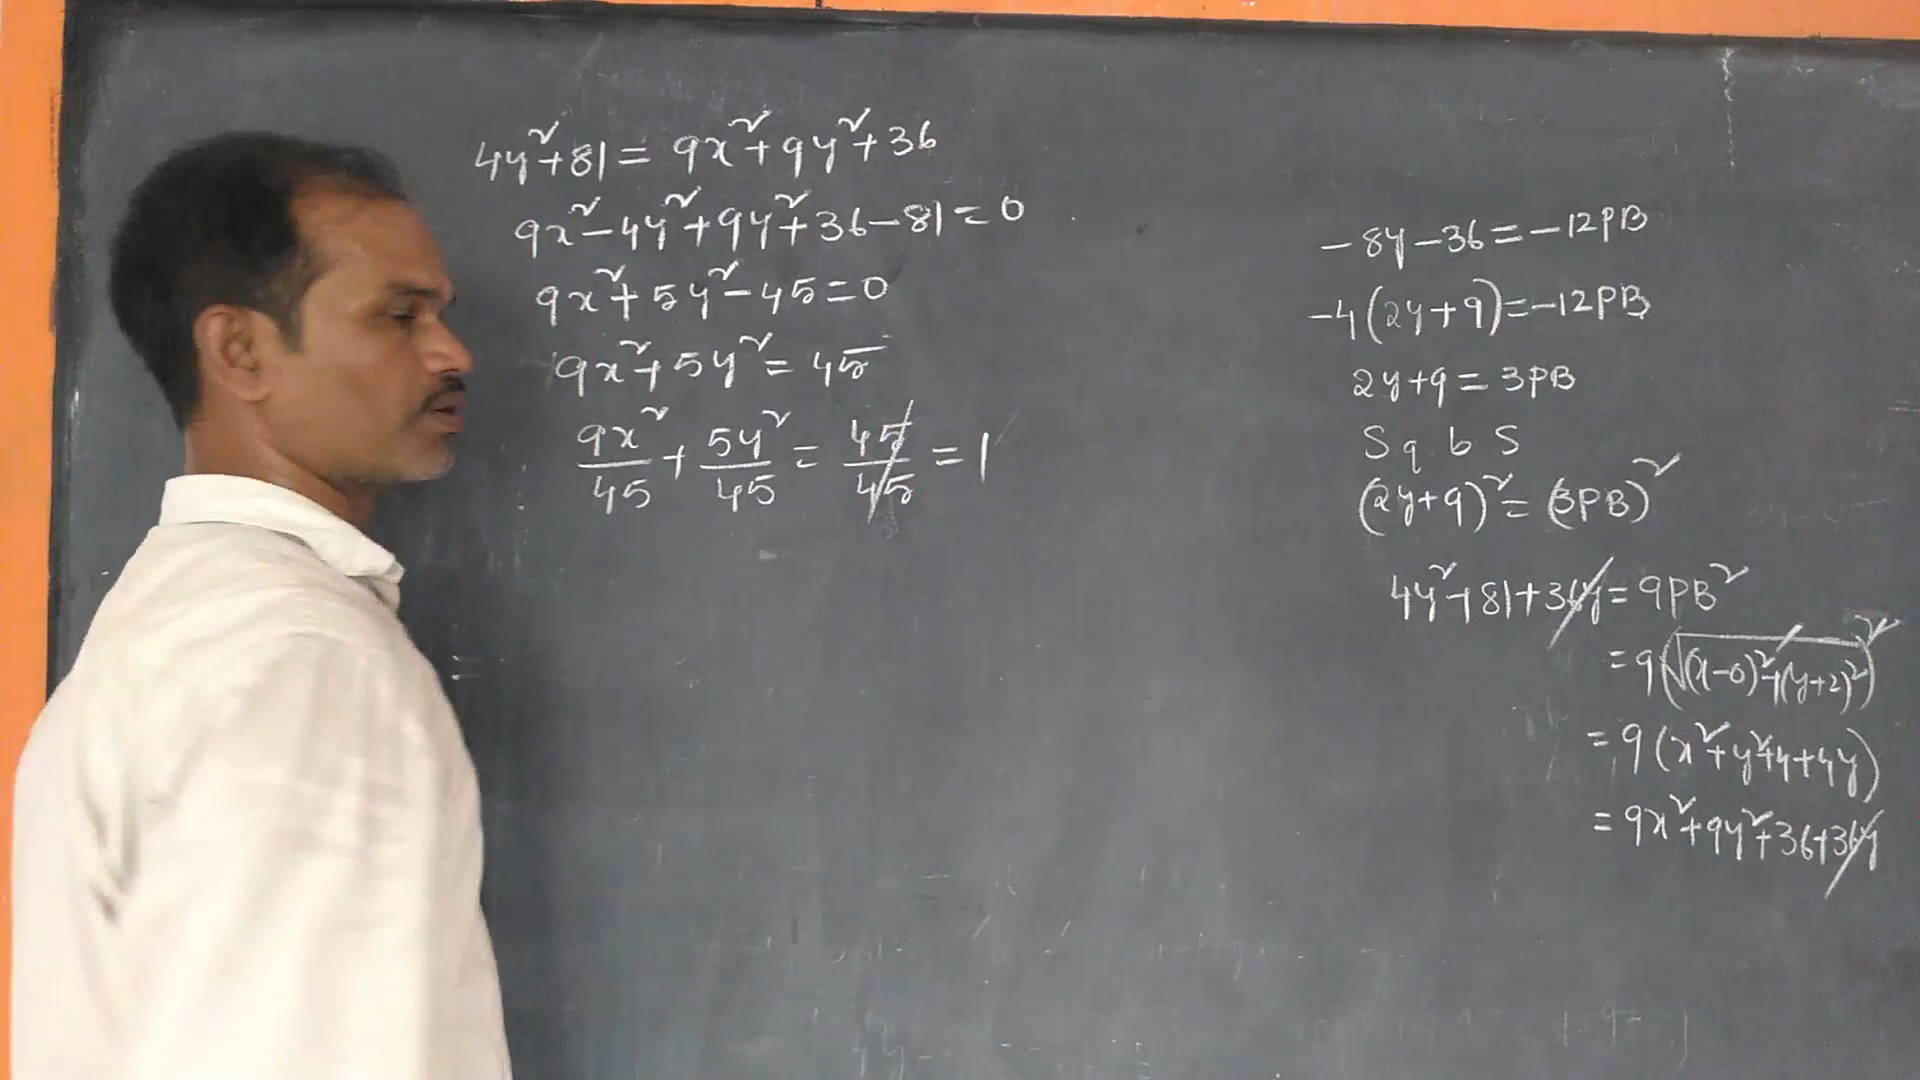 4y²+81 = 9x²+9y²+36
9x²-4y²+9y²+36-81=0
9x²+5y²-45=0
9x²+5y²=45
9x²/45 + 5y²/45 = 45/45 = 1
-8y-36=-12PB
-4(2y+9)=-12PB
2y+9=3PB
Sq b S
(2y+9)²=(3PB)²
4y²+81+36y=9PB²
=9(√(x-0)²+(y+2)²)²
=9(x²+y²+4+4y)
=9x²+9y²+36+36y